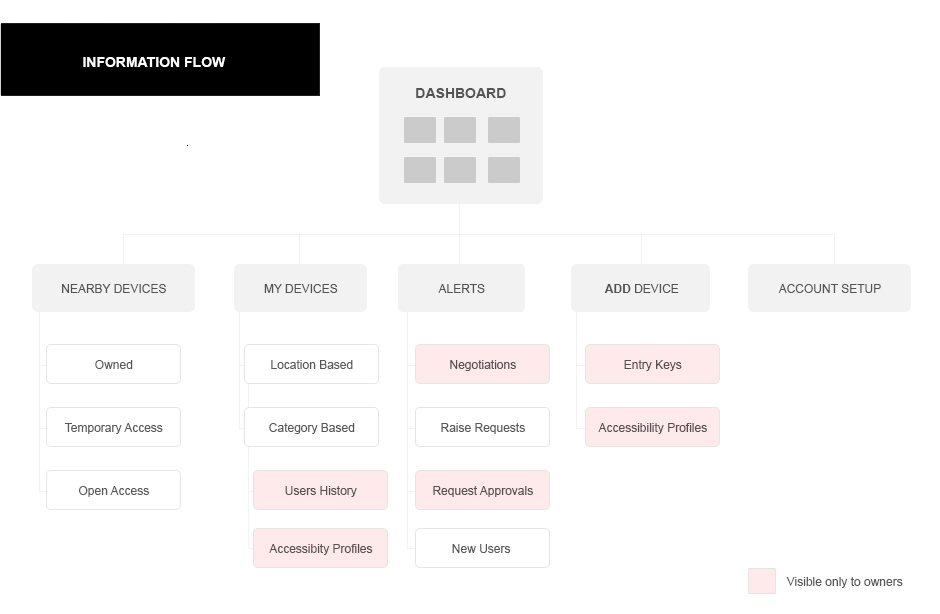 INFORMATION FLOW
DASHBOARD
NEARBY DEVICES
MY DEVICES
ALERTS
ADD DEVICE
ACCOUNT SETUP
Owned
Location Based
Negotiations
Entry Keys
Temporary Access
Category Based
Raise Requests
Accessibility Profiles
Open Access
Users History
Request Approvals
Accessibity Profiles
New Users
Visible only to owners